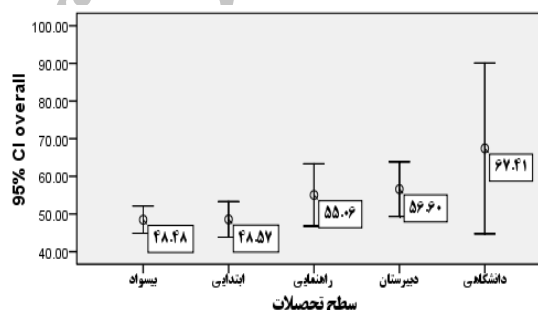 95% CI overall
100.00
90.00
80.00
70.00
60.00
50.00
40.00
۴۸.۴۸
۴۸.۵۷
۵۵.۰۶
۵۶.۶۰
۶۷.۴۱
بیسواد
ابتدایی
راهنمایی
دبیرستان
دانشگاهی
سطح تحصیلات